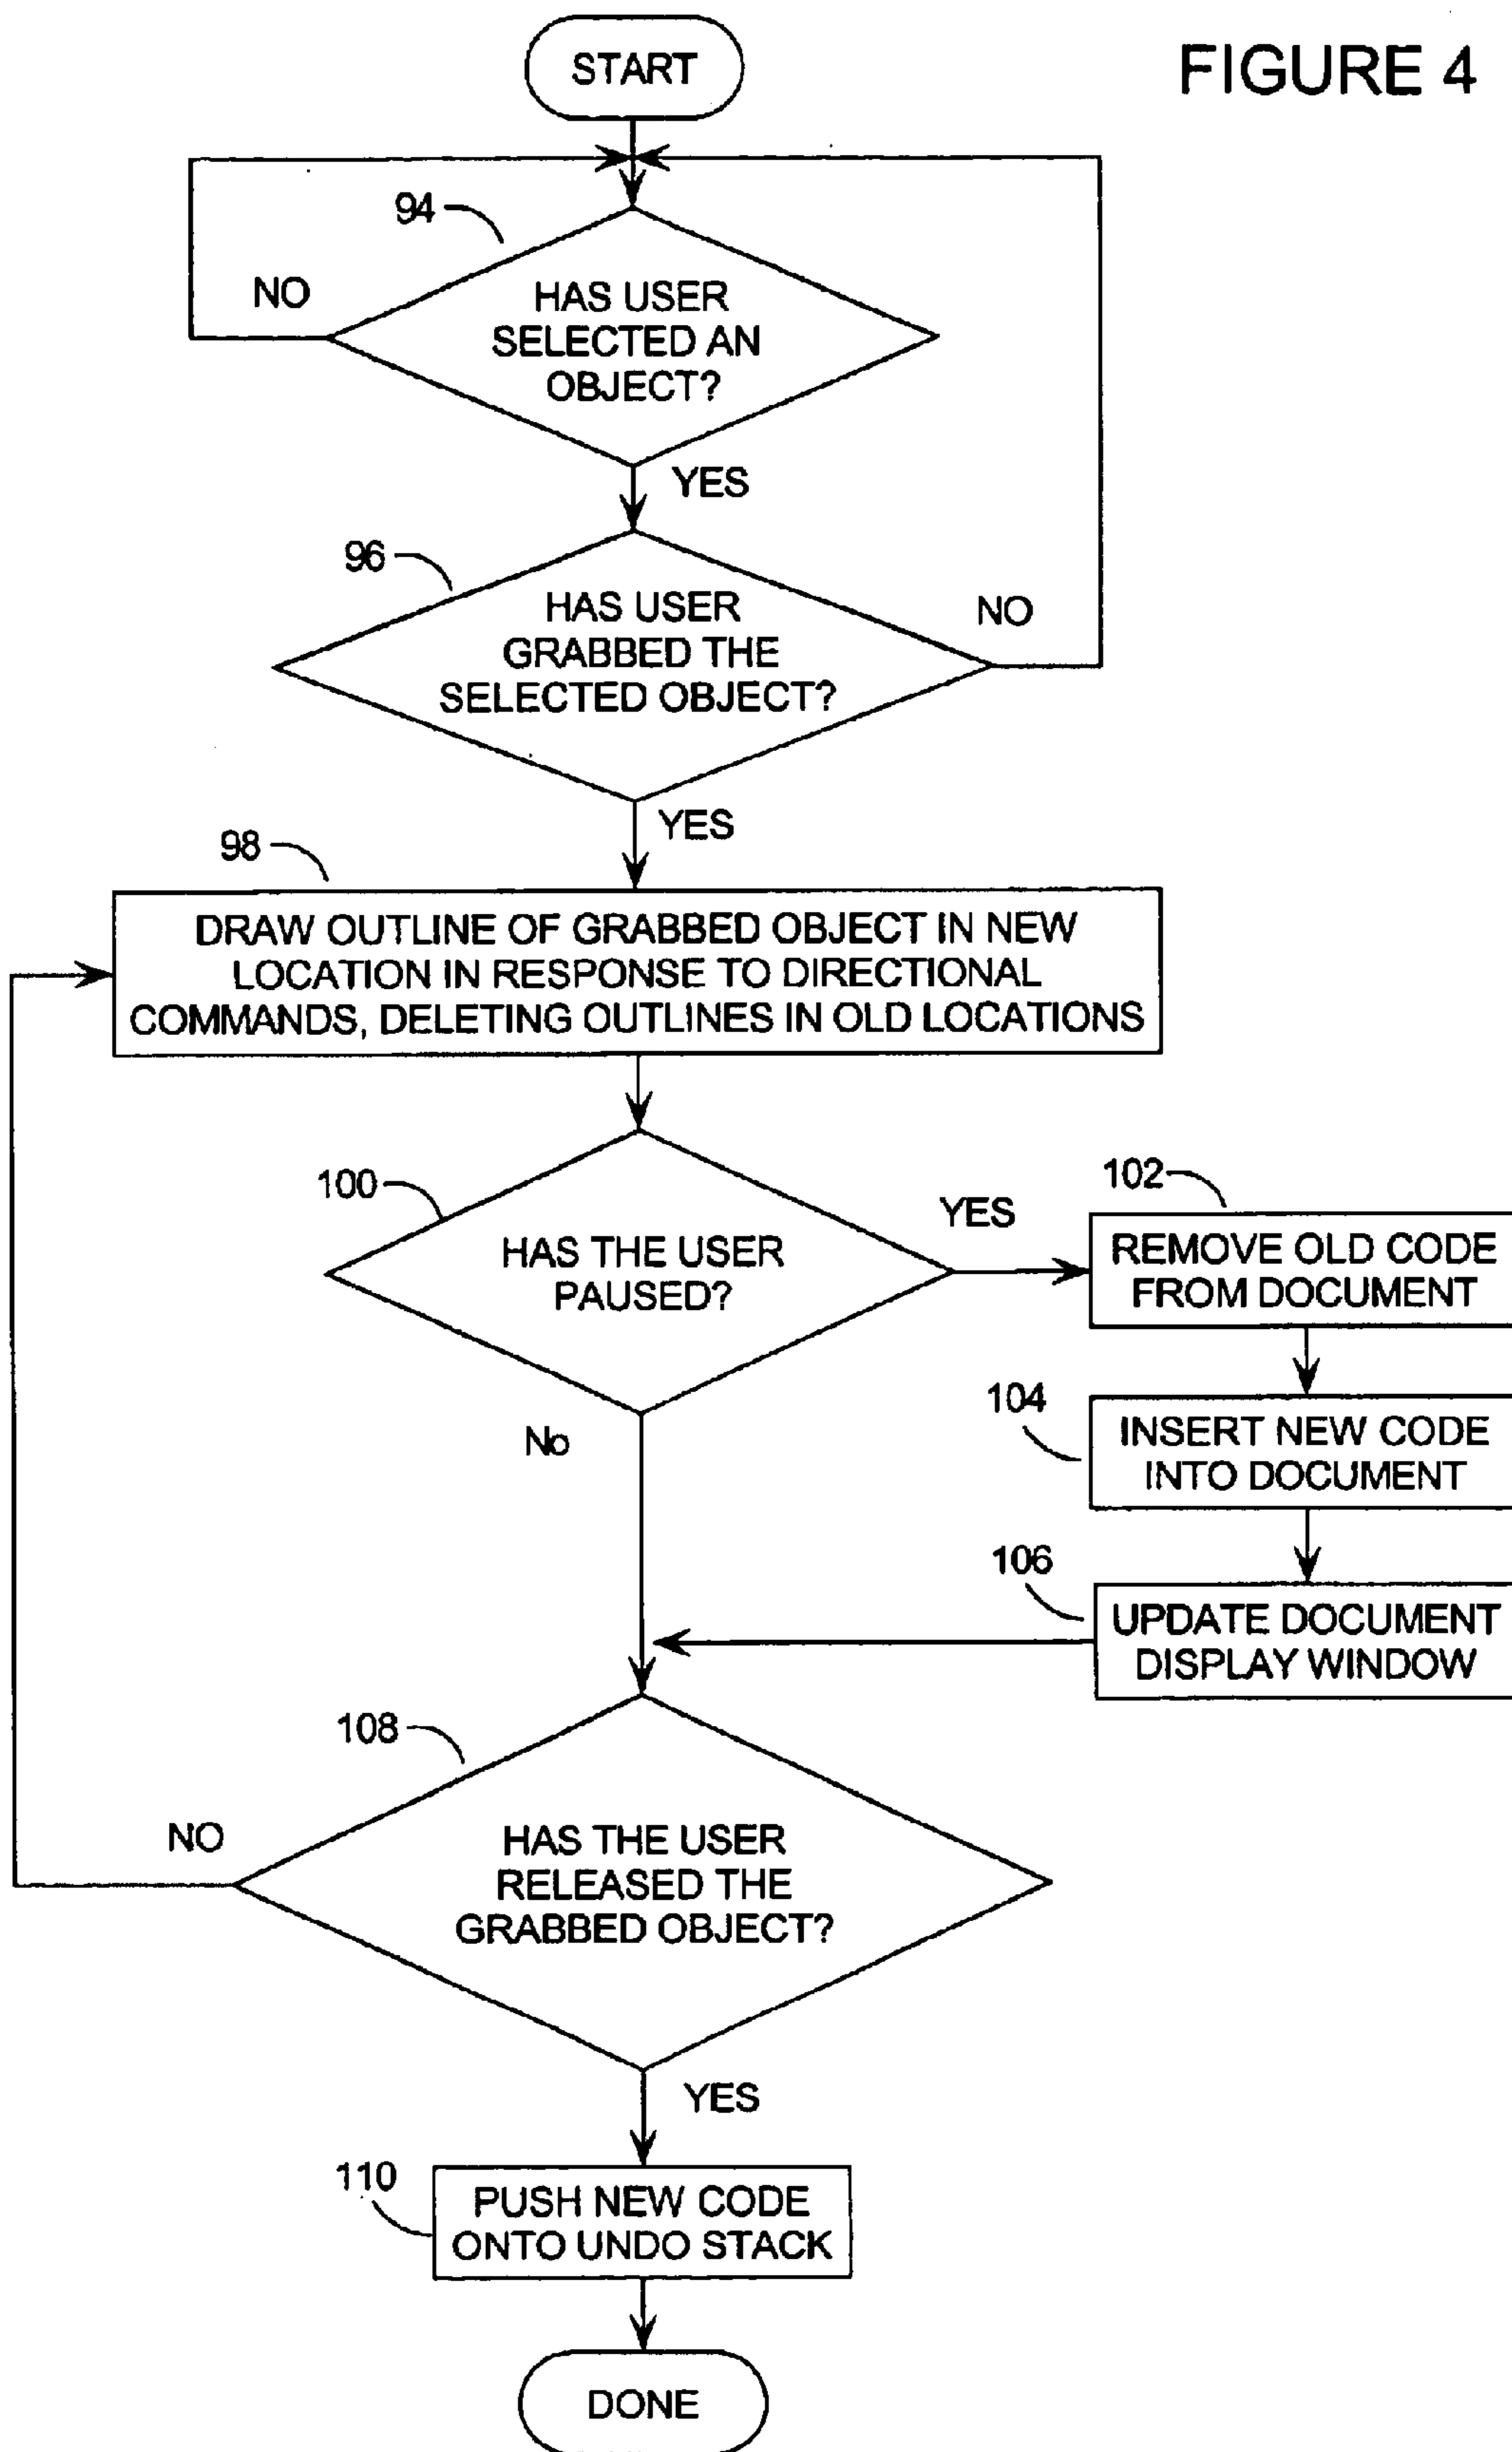 FIGURE 4
START
94
NO
HAS USER
SELECTED AN
OBJECT?
YES
96
HAS USER
GRABBED THE
SELECTED OBJECT?
NO
YES
98
DRAW OUTLINE OF GRABBED OBJECT IN NEW
LOCATION IN RESPONSE TO DIRECTIONAL
COMMANDS, DELETING OUTLINES IN OLD LOCATIONS
100
HAS THE USER
PAUSED?
YES
102
REMOVE OLD CODE
FROM DOCUMENT
No
104
INSERT NEW CODE
INTO DOCUMENT
106
UPDATE DOCUMENT
DISPLAY WINDOW
108
NO
HAS THE USER
RELEASED THE
GRABBED OBJECT?
YES
110
PUSH NEW CODE
ONTO UNDO STACK
DONE